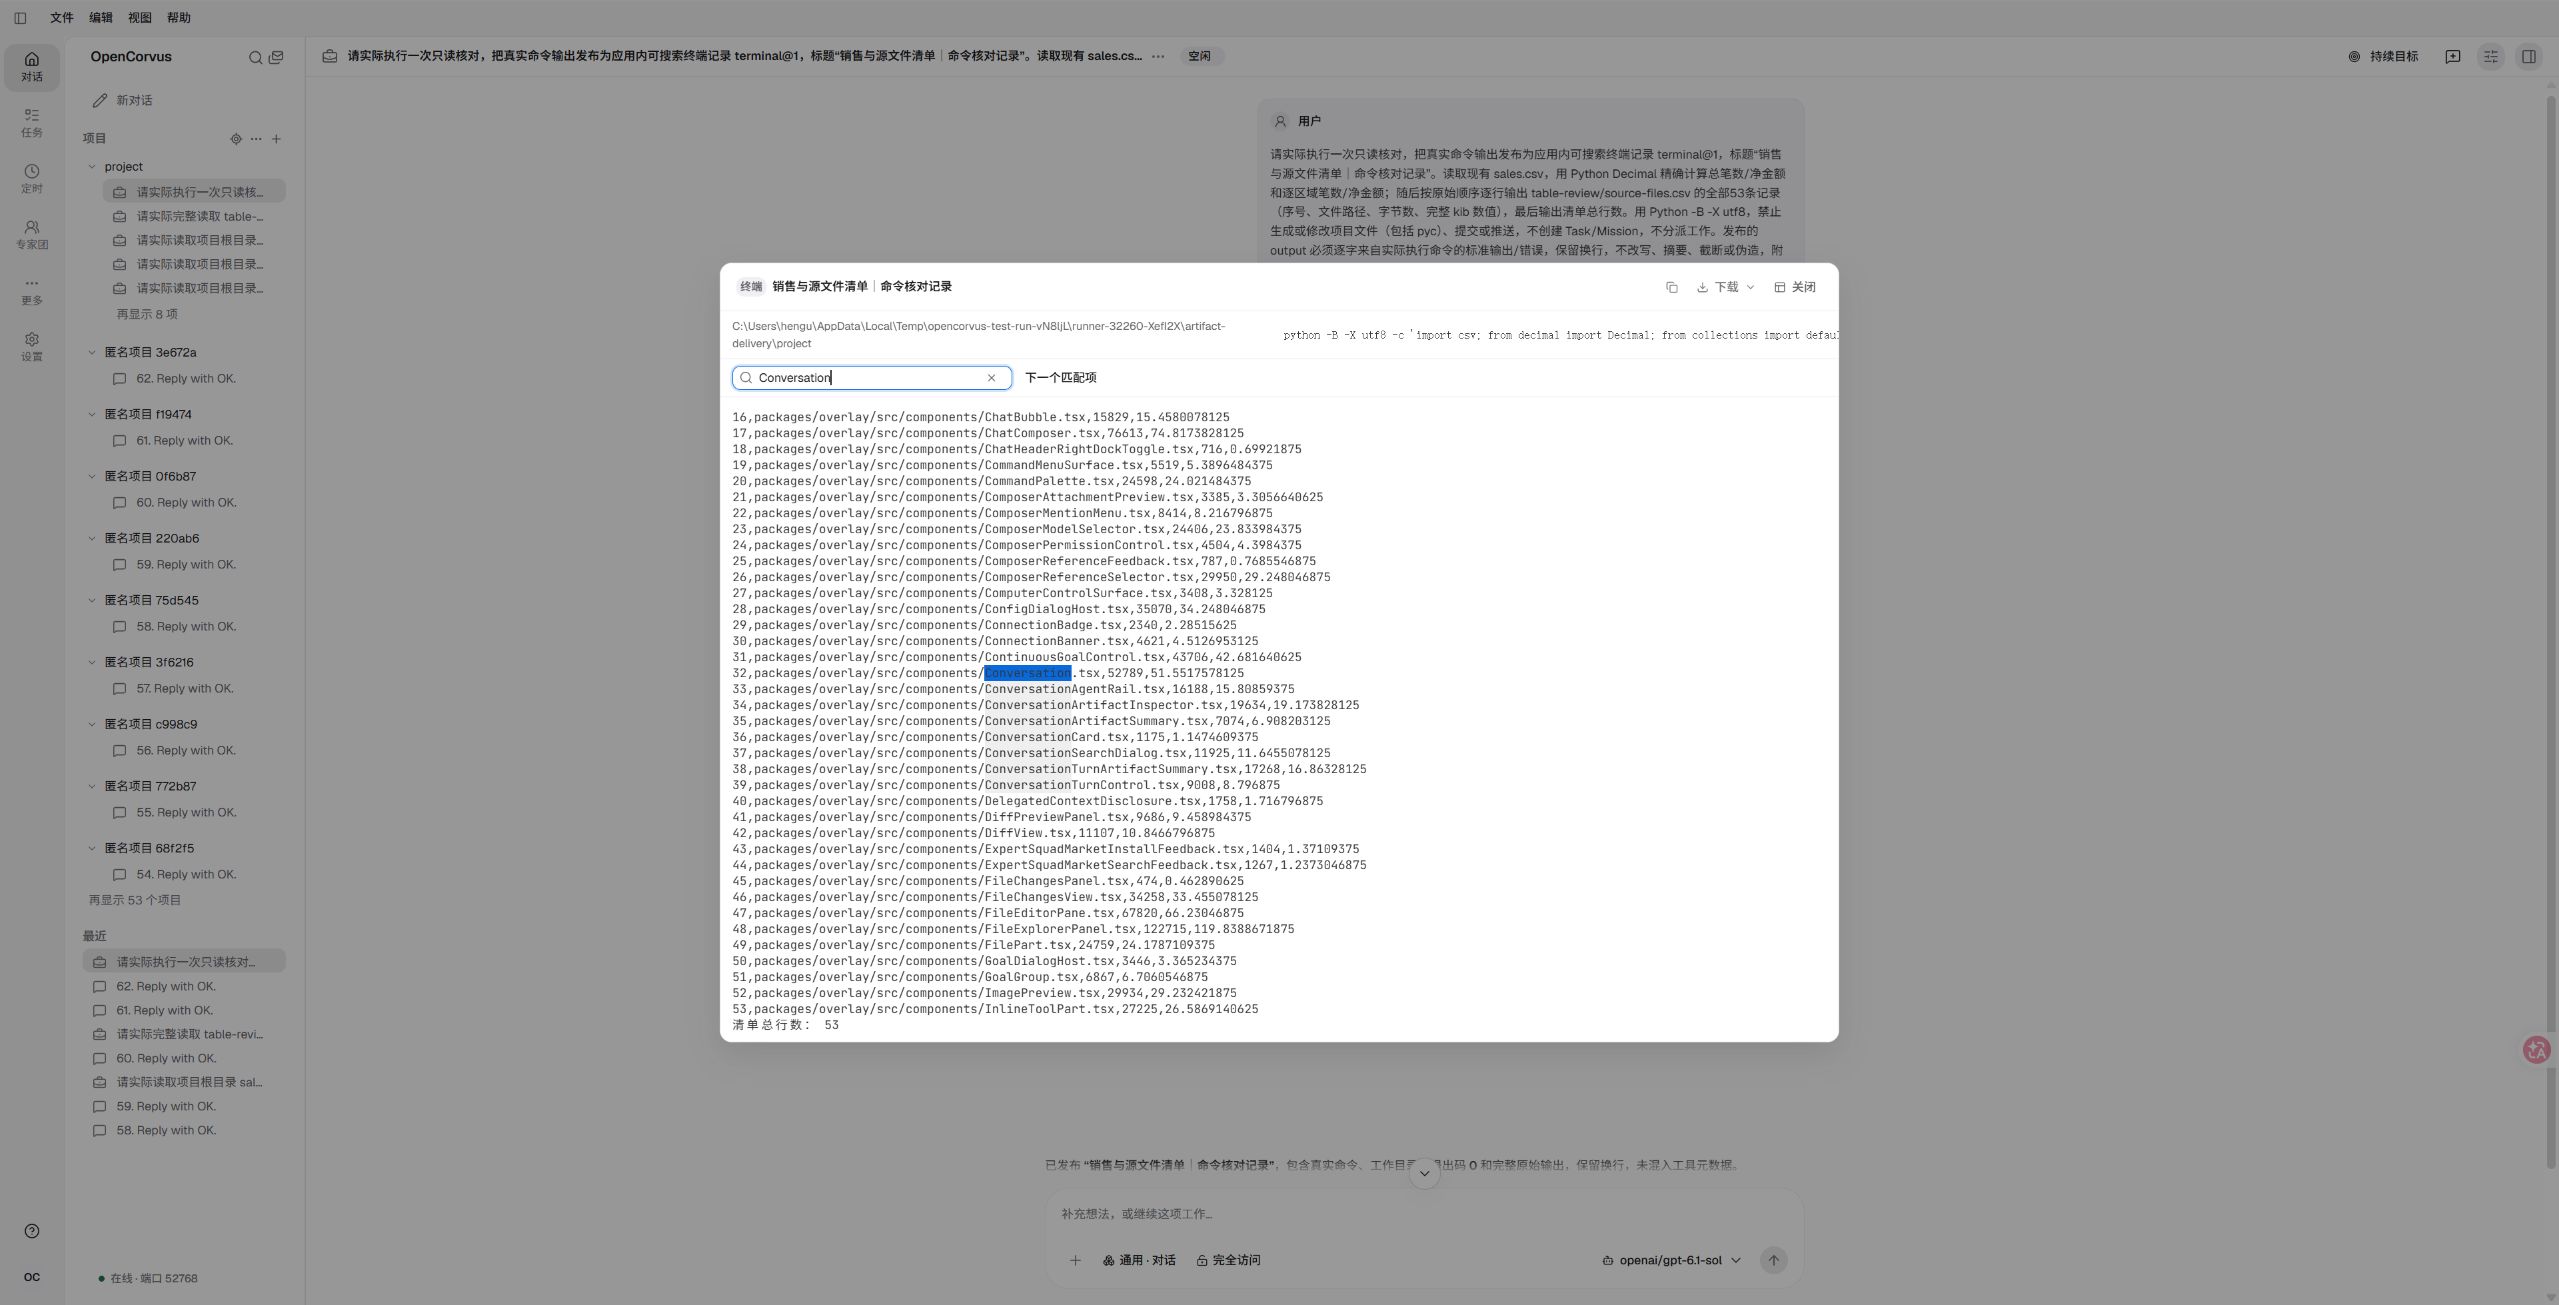 文件 编辑 视图 帮助
对话
任务
定时
专家团
更多
设置
OC
OpenCorvus
新对话
项目
project
请实际执行一次只读核...
请实际完整读取 table-...
请实际读取项目根目录...
请实际读取项目根目录...
请实际读取项目根目录...
再显示 8 项
匿名项目 3e672a
62. Reply with OK.
匿名项目 f19474
61. Reply with OK.
匿名项目 0f6b87
60. Reply with OK.
匿名项目 220ab6
59. Reply with OK.
匿名项目 75d545
58. Reply with OK.
匿名项目 3f6216
57. Reply with OK.
匿名项目 c998c9
56. Reply with OK.
匿名项目 772b87
55. Reply with OK.
匿名项目 68f2f5
54. Reply with OK.
再显示 53 个项目
最近
请实际执行一次只读核对...
62. Reply with OK.
61. Reply with OK.
请实际完整读取 table-revi...
60. Reply with OK.
请实际读取项目根目录 sal...
59. Reply with OK.
58. Reply with OK.
在线 · 端口 52768
请实际执行一次只读核对，把真实命令输出发布为应用内可搜索终端记录 terminal@1，标题“销售与源文件清单｜命令核对记录”。读取现有 sales.cs... ··· 空闲
持续目标
用户
请实际执行一次只读核对，把真实命令输出发布为应用内可搜索终端记录 terminal@1，标题“销售
与源文件清单｜命令核对记录”。读取现有 sales.csv，用 Python Decimal 精确计算总笔数/净金额
和逐区域笔数/净金额；随后按原始顺序逐行输出 table-review/source-files.csv 的全部53条记录
（序号、文件路径、字节数、完整 kib 数值），最后输出清单总行数。用 Python -B -X utf8，禁止
生成或修改项目文件（包括 pyc）、提交或推送，不创建 Task/Mission，不分派工作。发布的
output 必须逐字来自实际执行命令的标准输出/错误，保留换行，不改写、摘要、截断或伪造，附
终端 销售与源文件清单｜命令核对记录
下载
关闭
C:\Users\hengu\AppData\Local\Temp\opencorvus-test-run-vN8ljL\runner-32260-Xefl2X\artifact-
delivery\project
python -B -X utf8 -c 'import csv; from decimal import Decimal; from collections import defau
Conversation
下一个匹配项
16,packages/overlay/src/components/ChatBubble.tsx,15829,15.4580078125
17,packages/overlay/src/components/ChatComposer.tsx,76613,74.8173828125
18,packages/overlay/src/components/ChatHeaderRightDockToggle.tsx,716,0.69921875
19,packages/overlay/src/components/CommandMenuSurface.tsx,5519,5.3896484375
20,packages/overlay/src/components/CommandPalette.tsx,24598,24.021484375
21,packages/overlay/src/components/ComposerAttachmentPreview.tsx,3385,3.3056640625
22,packages/overlay/src/components/ComposerMentionMenu.tsx,8414,8.216796875
23,packages/overlay/src/components/ComposerModelSelector.tsx,24406,23.833984375
24,packages/overlay/src/components/ComposerPermissionControl.tsx,4504,4.3984375
25,packages/overlay/src/components/ComposerReferenceFeedback.tsx,787,0.7685546875
26,packages/overlay/src/components/ComposerReferenceSelector.tsx,29950,29.248046875
27,packages/overlay/src/components/ComputerControlSurface.tsx,3408,3.328125
28,packages/overlay/src/components/ConfigDialogHost.tsx,35070,34.248046875
29,packages/overlay/src/components/ConnectionBadge.tsx,2340,2.28515625
30,packages/overlay/src/components/ConnectionBanner.tsx,4621,4.5126953125
31,packages/overlay/src/components/ContinuousGoalControl.tsx,43706,42.681640625
32,packages/overlay/src/components/Conversation.tsx,52789,51.5517578125
33,packages/overlay/src/components/ConversationAgentRail.tsx,16188,15.80859375
34,packages/overlay/src/components/ConversationArtifactInspector.tsx,19634,19.173828125
35,packages/overlay/src/components/ConversationArtifactSummary.tsx,7074,6.908203125
36,packages/overlay/src/components/ConversationCard.tsx,1175,1.1474609375
37,packages/overlay/src/components/ConversationSearchDialog.tsx,11925,11.6455078125
38,packages/overlay/src/components/ConversationTurnArtifactSummary.tsx,17268,16.86328125
39,packages/overlay/src/components/ConversationTurnControl.tsx,9008,8.796875
40,packages/overlay/src/components/DelegatedContextDisclosure.tsx,1758,1.716796875
41,packages/overlay/src/components/DiffPreviewPanel.tsx,9686,9.458984375
42,packages/overlay/src/components/DiffView.tsx,11107,10.8466796875
43,packages/overlay/src/components/ExpertSquadMarketInstallFeedback.tsx,1404,1.37109375
44,packages/overlay/src/components/ExpertSquadMarketSearchFeedback.tsx,1267,1.2373046875
45,packages/overlay/src/components/FileChangesPanel.tsx,474,0.462890625
46,packages/overlay/src/components/FileChangesView.tsx,34258,33.455078125
47,packages/overlay/src/components/FileEditorPane.tsx,67820,66.23046875
48,packages/overlay/src/components/FileExplorerPanel.tsx,122715,119.8388671875
49,packages/overlay/src/components/FilePart.tsx,24759,24.1787109375
50,packages/overlay/src/components/GoalDialogHost.tsx,3446,3.365234375
51,packages/overlay/src/components/GoalGroup.tsx,6867,6.7060546875
52,packages/overlay/src/components/ImagePreview.tsx,29934,29.232421875
53,packages/overlay/src/components/InlineToolPart.tsx,27225,26.5869140625
清单总行数： 53
已发布 “销售与源文件清单｜命令核对记录”，包含真实命令、工作目录 出码 0 和完整原始输出，保留换行，未混入工具元数据。
补充想法，或继续这项工作...
通用 · 对话 完全访问
openai/gpt-6.1-sol